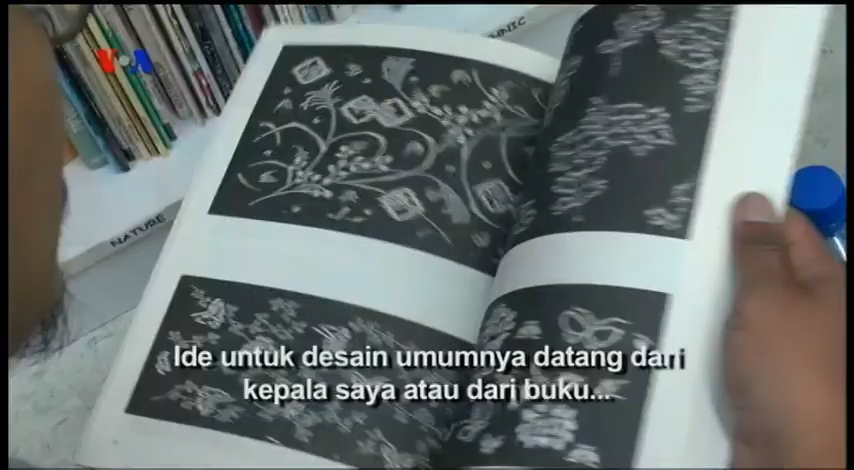 VOA
NATURE
Ide untuk desain umumnya datang dari
kepala saya atau dari buku...